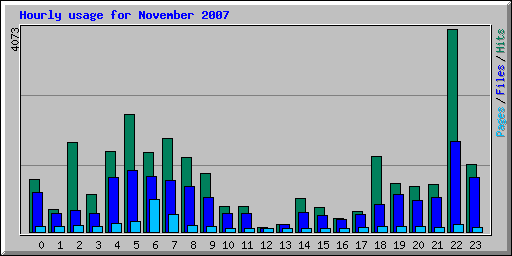 Hourly usage for November 2007
4073
Pages/Files/Hits
0 1 2 3 4 5 6 7 8 9 10 11 12 13 14 15 16 17 18 19 20 21 22 23